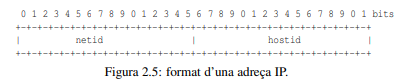 0 1 2 3 4 5 6 7 8 9 0 1 2 3 4 5 6 7 8 9 0 1 2 3 4 5 6 7 8 9 0 1 bits
+-+-+-+-+-+-+-+-+-+-+-+-+-+-+-+-+-+-+-+-+-+-+-+-+-+-+-+-+-+-+-+-+
| netid | hostid |
+-+-+-+-+-+-+-+-+-+-+-+-+-+-+-+-+-+-+-+-+-+-+-+-+-+-+-+-+-+-+-+-+
Figura 2.5: format d'una adreça IP.